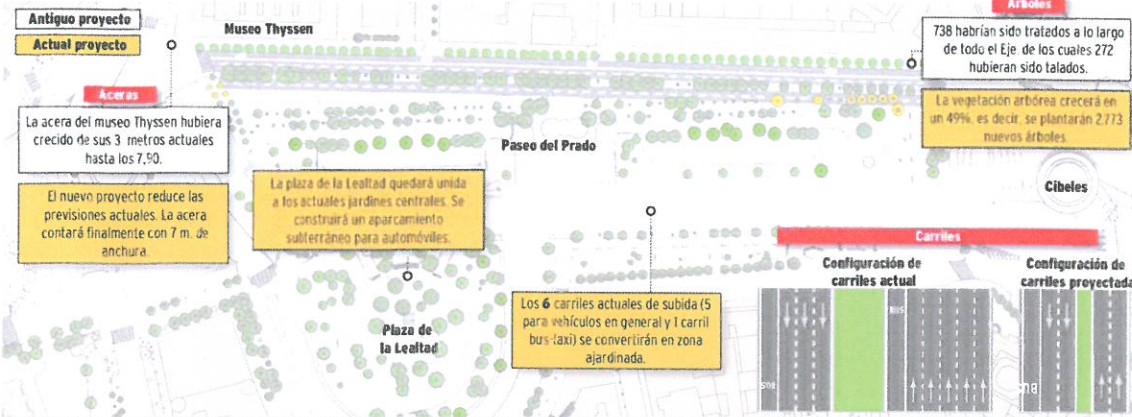 Antiguo proyecto
Actual proyecto
Museo Thyssen
Aceras
La acera del museo Thyssen hubiera
crecido de sus 3 metros actuales
hasta los 7,90.
El nuevo proyecto reduce las
previsiones actuales. La acera
contará finalmente con 7 m. de
anchura.
La plaza de la Lealtad quedará unida
a los actuales jardines centrales. Se
construirá un aparcamiento
subterráneo para automóviles.
Plaza de
la Lealtad
Paseo del Prado
Árboles
738 habrían sido tratados a lo largo
de todo el Eje, de los cuales 272
hubieran sido talados.
La vegetación arbórea crecerá en
un 49%, es decir, se plantarán 2.773
nuevos árboles.
Cibeles
Los 6 carriles actuales de subida (5
para vehículos en general y 1 carril
bus-taxi) se convertirán en zona
ajardinada.
Carriles
Configuración de
carriles actual
BUS
BUS
Configuración de
carriles proyectada
BUS